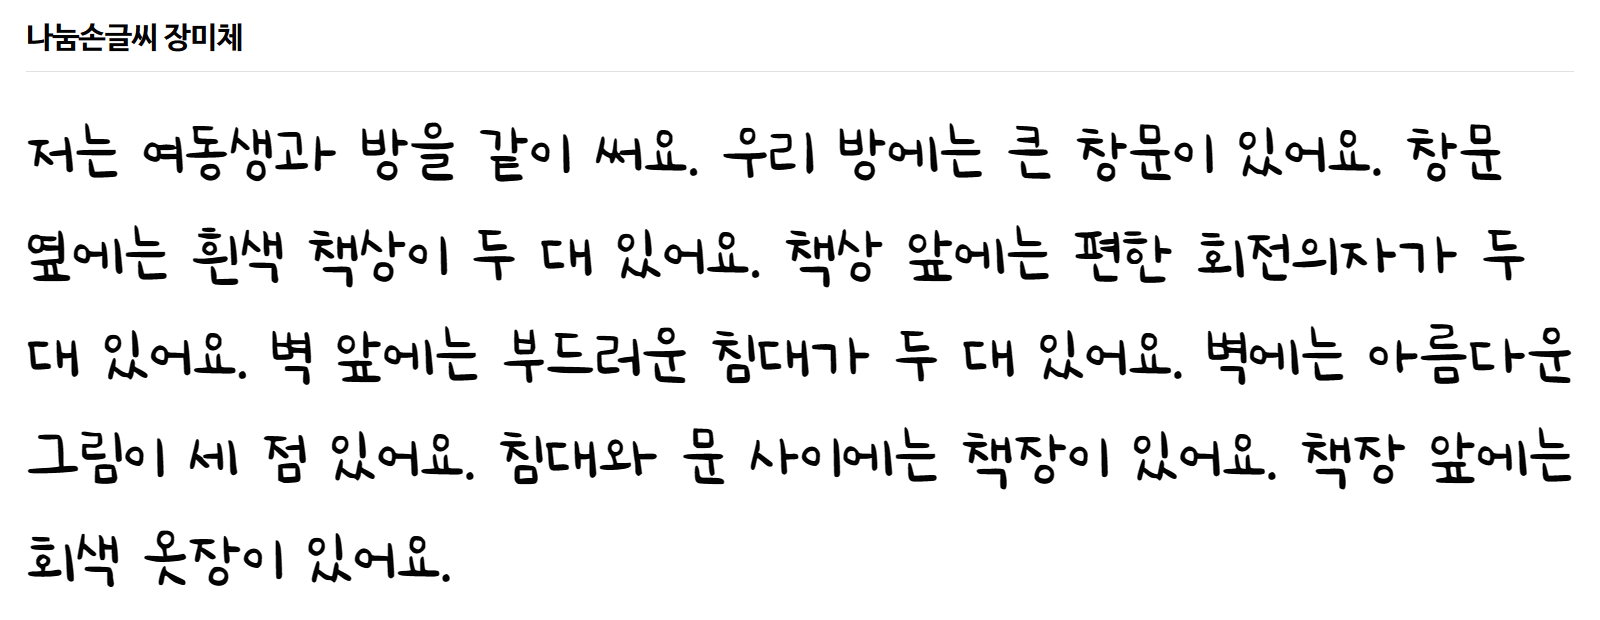 나눔손글씨 장미체
저는 여동생과 방을 같이 써요. 우리 방에는 큰 창문이 있어요. 창문
옆에는 흰색 책상이 두 대 있어요. 책상 앞에는 편한 회전의자가 두
대 있어요. 벽 앞에는 부드러운 침대가 두 대 있어요. 벽에는 아름다운
그림이 세 점 있어요. 침대와 문 사이에는 책장이 있어요. 책장 앞에는
회색 옷장이 있어요.